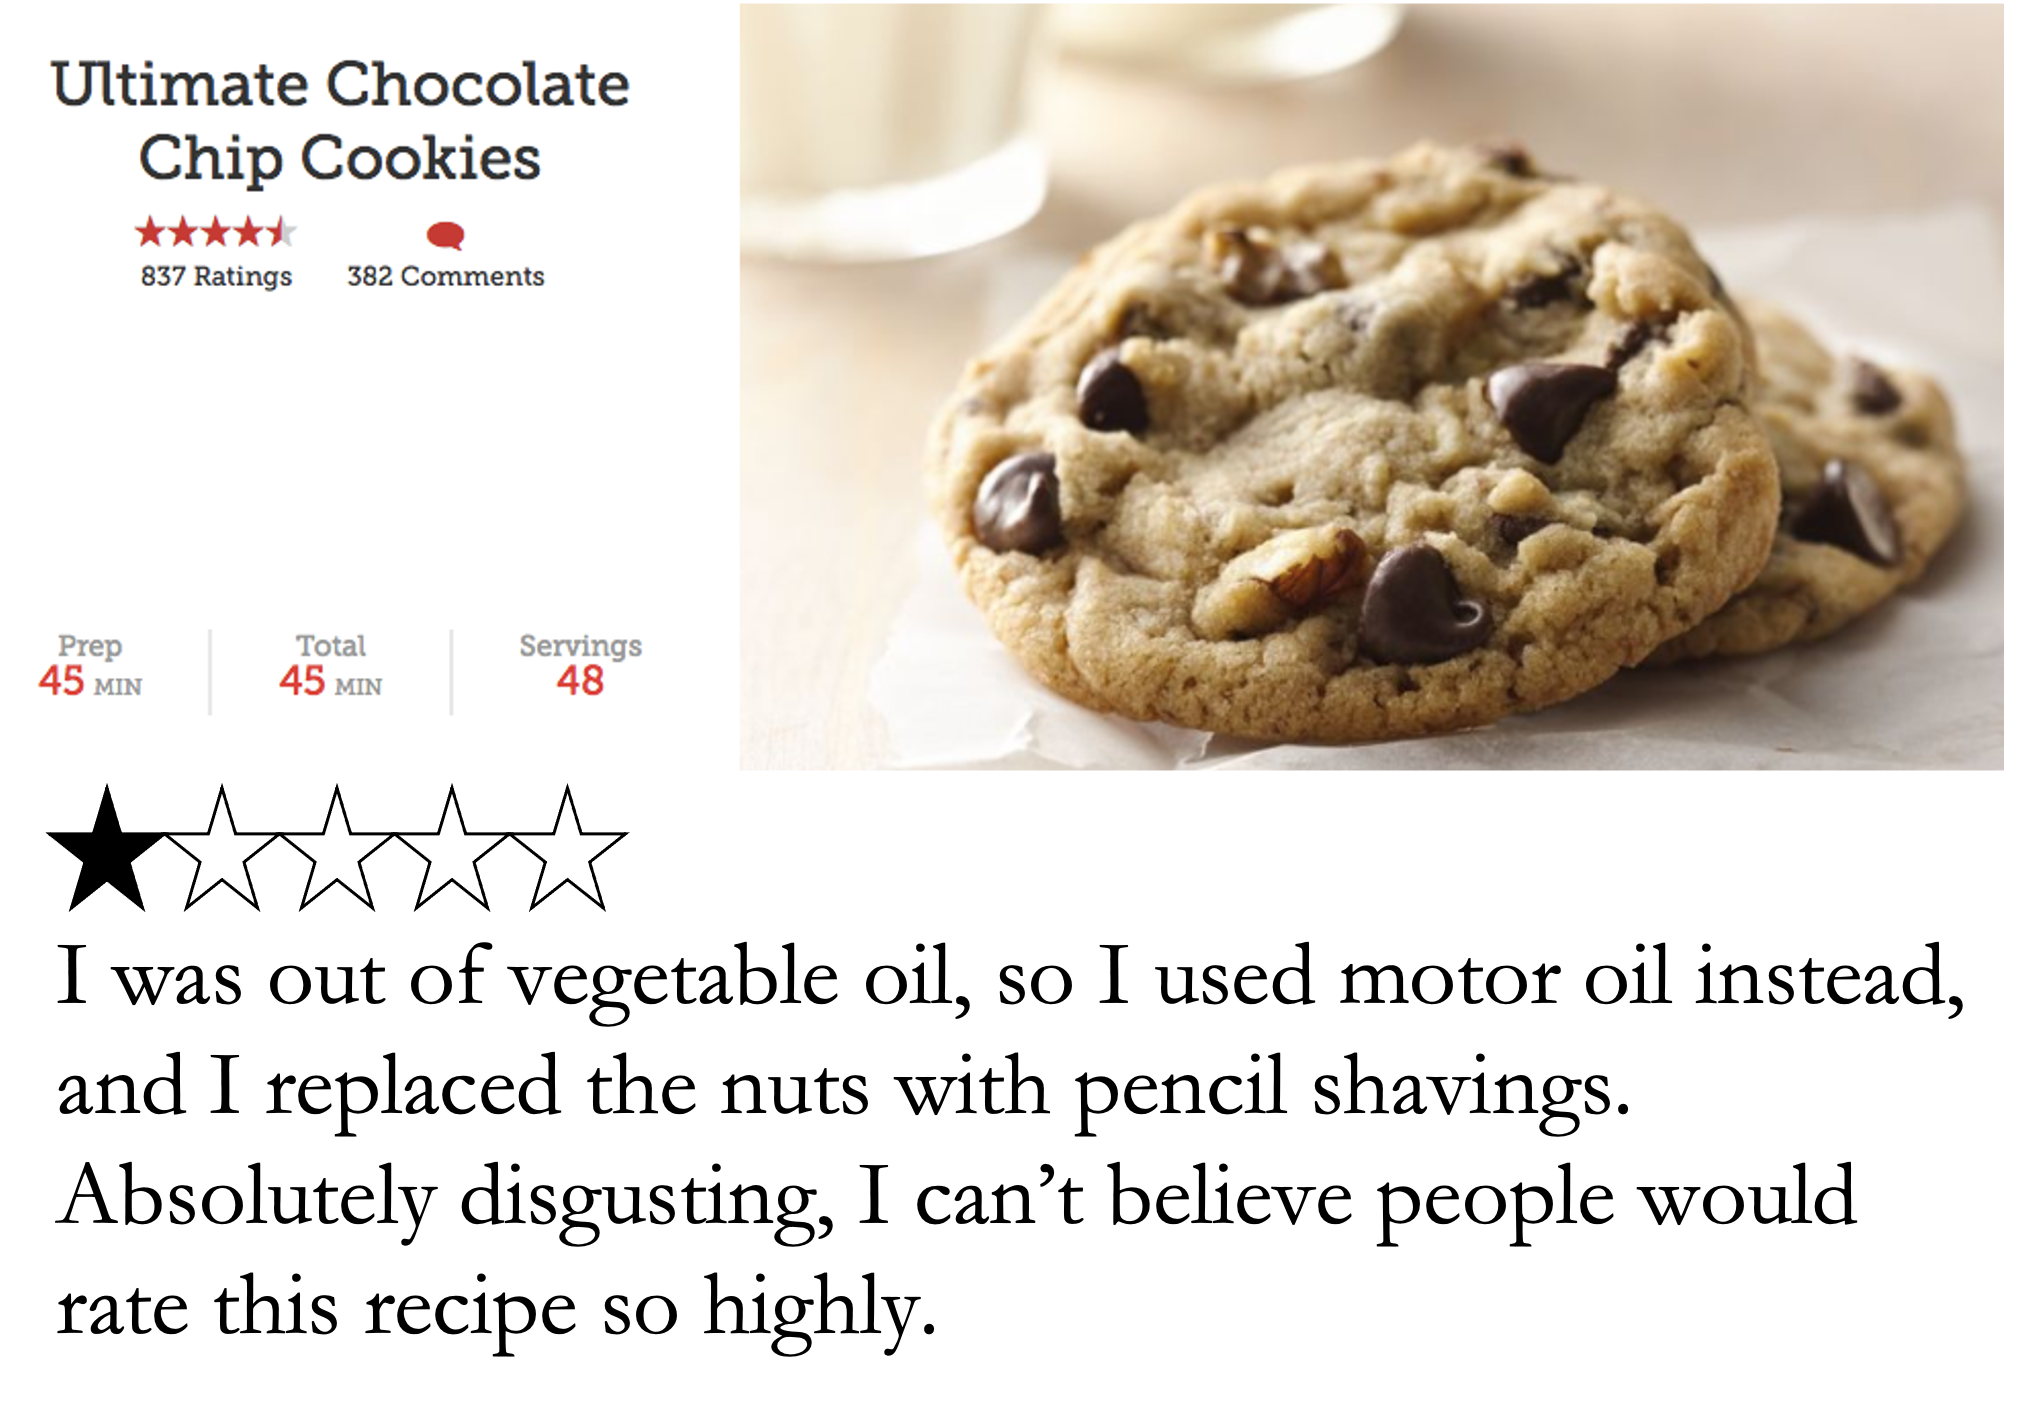 Ultimate Chocolate
Chip Cookies
837 Ratings
382 Comments
Prep
45 MIN
Total
45 MIN
Servings
48
I was out of vegetable oil, so I used motor oil instead,
and I replaced the nuts with pencil shavings.
Absolutely disgusting, I can’t believe people would
rate this recipe so highly.